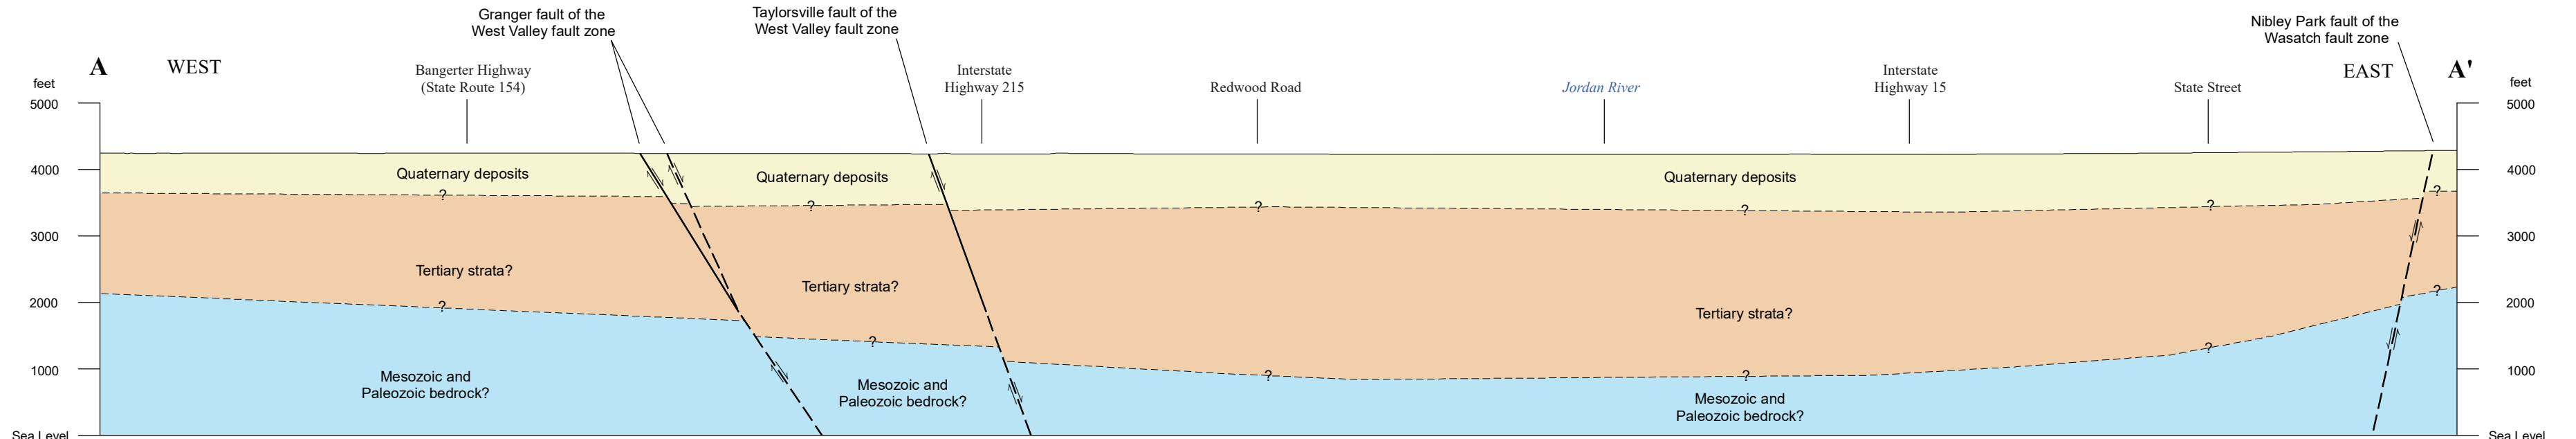 Granger fault of the
West Valley fault zone
Taylorsville fault of the
West Valley fault zone
Nibley Park fault of the
Wasatch fault zone
A
WEST
EAST
A'
Bangerter Highway
(State Route 154)
Interstate
Highway 215
Redwood Road
Jordan River
Interstate
Highway 15
State Street
feet
feet
5000
5000
4000
Quaternary deposits
Quaternary deposits
Quaternary deposits
4000
?
?
?
?
?
?
3000
3000
Tertiary strata?
Tertiary strata?
Tertiary strata?
2000
2000
?
?
?
?
?
?
1000
1000
Mesozoic and
Paleozoic bedrock?
Mesozoic and
Paleozoic bedrock?
Mesozoic and
Paleozoic bedrock?
Sea Level
Sea Level